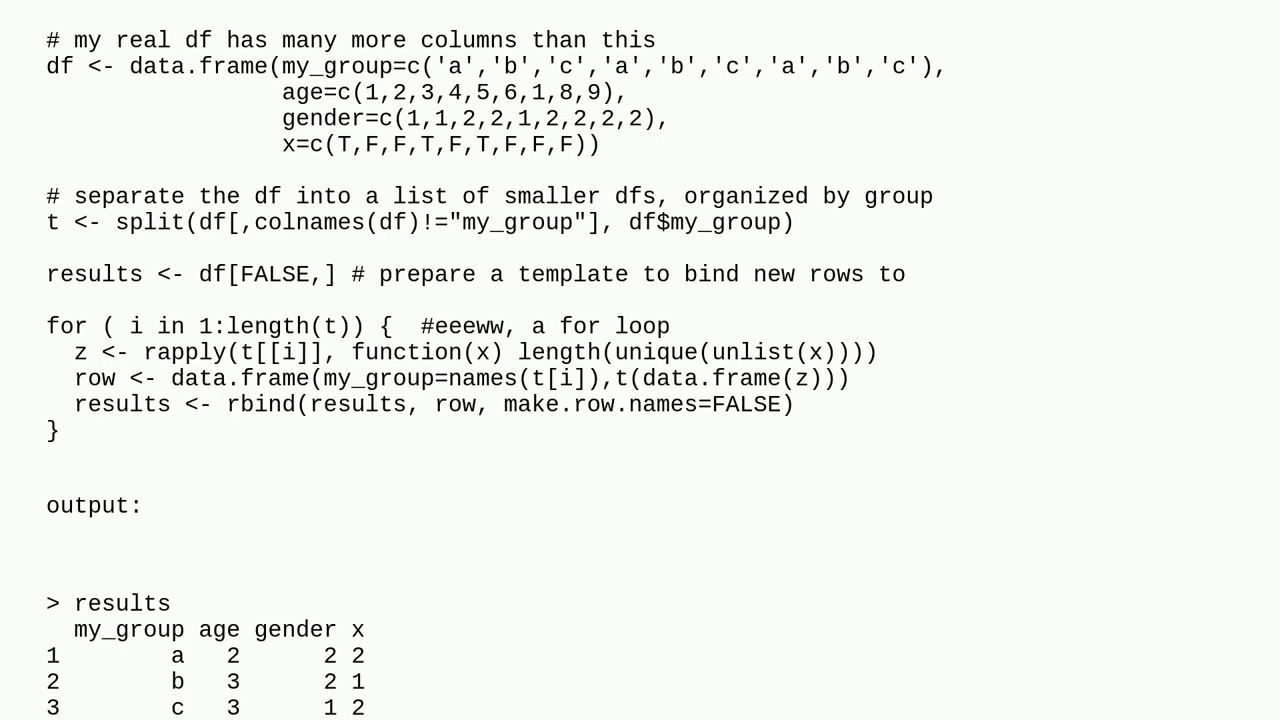 # my real df has many more columns than this
df <- data.frame(my_group=c('a','b','c','a','b','c','a','b','c'),
                 age=c(1,2,3,4,5,6,1,8,9),
                 gender=c(1,1,2,2,1,2,2,2,2),
                 x=c(T,F,F,T,F,T,F,F,F))

# separate the df into a list of smaller dfs, organized by group
t <- split(df[,colnames(df)!="my_group"], df$my_group)

results <- df[FALSE,] # prepare a template to bind new rows to

for ( i in 1:length(t)) {  #eeeww, a for loop
  z <- rapply(t[[i]], function(x) length(unique(unlist(x))))
  row <- data.frame(my_group=names(t[i]),t(data.frame(z)))
  results <- rbind(results, row, make.row.names=FALSE)
}

output:

> results
  my_group age gender x
1        a   2      2 2
2        b   3      2 1
3        c   3      1 2